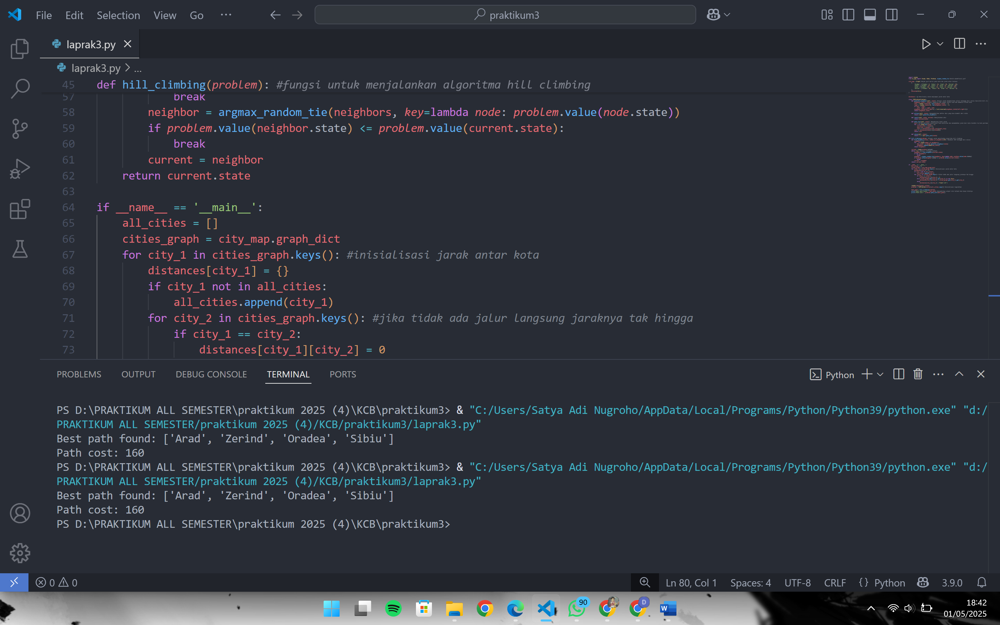 File Edit Selection View Go ··· praktikum3
laprak3.py
laprak3.py > ...
45 def hill_climbing(problem): #fungsi untuk menjalankan algoritma hill climbing
57 break
58 neighbor = argmax_random_tie(neighbors, key=lambda node: problem.value(node.state))
59 if problem.value(neighbor.state) <= problem.value(current.state):
60 break
61 current = neighbor
62 return current.state
63
64 if __name__ == '__main__':
65 all_cities = []
66 cities_graph = city_map.graph_dict
67 for city_1 in cities_graph.keys(): #inisialisasi jarak antar kota
68 distances[city_1] = {}
69 if city_1 not in all_cities:
70 all_cities.append(city_1)
71 for city_2 in cities_graph.keys(): #jika tidak ada jalur langsung jaraknya tak hingga
72 if city_1 == city_2:
73 distances[city_1][city_2] = 0
PROBLEMS OUTPUT DEBUG CONSOLE TERMINAL PORTS Python
PS D:\PRAKTIKUM ALL SEMESTER\praktikum 2025 (4)\KCB\praktikum3> & "C:/Users/Satya Adi Nugroho/AppData/Local/Programs/Python/Python39/python.exe" "d:/
PRAKTIKUM ALL SEMESTER/praktikum 2025 (4)/KCB/praktikum3/laprak3.py"
Best path found: ['Arad', 'Zerind', 'Oradea', 'Sibiu']
Path cost: 160
PS D:\PRAKTIKUM ALL SEMESTER\praktikum 2025 (4)\KCB\praktikum3> & "C:/Users/Satya Adi Nugroho/AppData/Local/Programs/Python/Python39/python.exe" "d:/
PRAKTIKUM ALL SEMESTER/praktikum 2025 (4)/KCB/praktikum3/laprak3.py"
Best path found: ['Arad', 'Zerind', 'Oradea', 'Sibiu']
Path cost: 160
PS D:\PRAKTIKUM ALL SEMESTER\praktikum 2025 (4)\KCB\praktikum3>
0 0 Ln 80, Col 1 Spaces: 4 UTF-8 CRLF {} Python 3.9.0
90 D W
18:42
01/05/2025